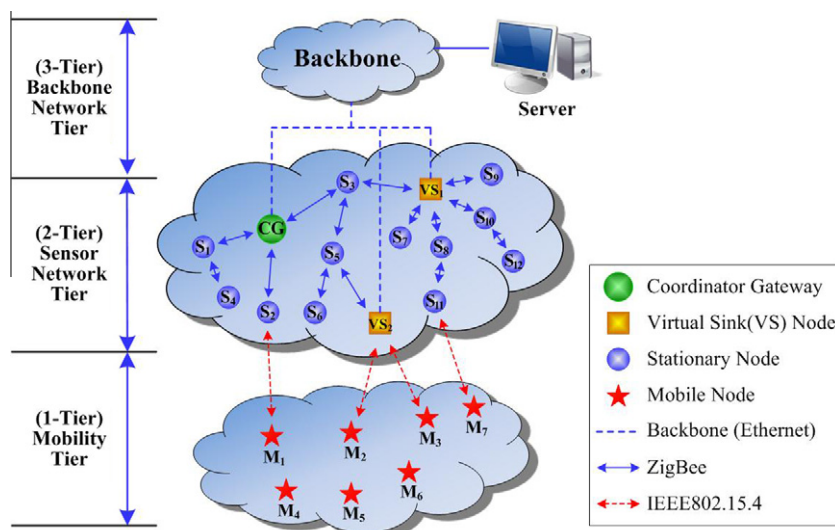 (3-Tier)
Backbone
Network
Tier
Backbone
Server
(2-Tier)
Sensor
Network
Tier
S3
VS1
S9
CG
S10
S1
S5
S7
S8
S12
S4
S2
S6
VS2
S11
(1-Tier)
Mobility
Tier
M1
M2
M3
M7
M4
M5
M6
Coordinator Gateway
Virtual Sink(VS) Node
Stationary Node
Mobile Node
Backbone (Ethernet)
ZigBee
IEEE802.15.4